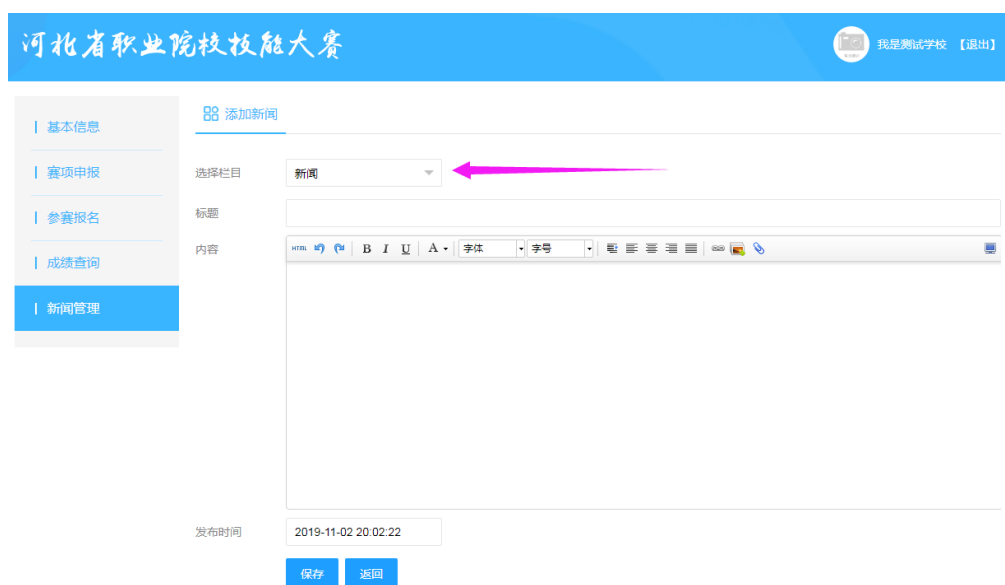 河北省职业院校技能大赛
我是测试学校 【退出】
基本信息
赛项申报
参赛报名
成绩查询
新闻管理
添加新闻
选择栏目 新闻
标题
内容
HTML B I U A 字体 字号
发布时间 2019-11-02 20:02:22
保存 返回